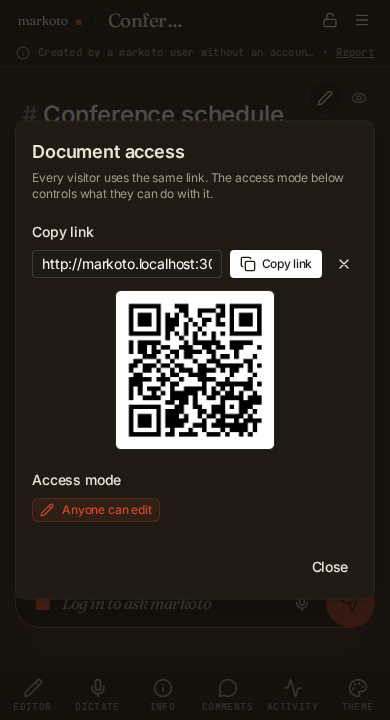 markoto
Confer...
Created by a markoto user without an accoun… · Report
# Conference schedule
Document access
Every visitor uses the same link. The access mode below
controls what they can do with it.
Copy link
http://markoto.localhost:30
Copy link
Access mode
Anyone can edit
Close
Log in to ask markoto
EDITOR
DICTATE
INFO
COMMENTS
ACTIVITY
THEME